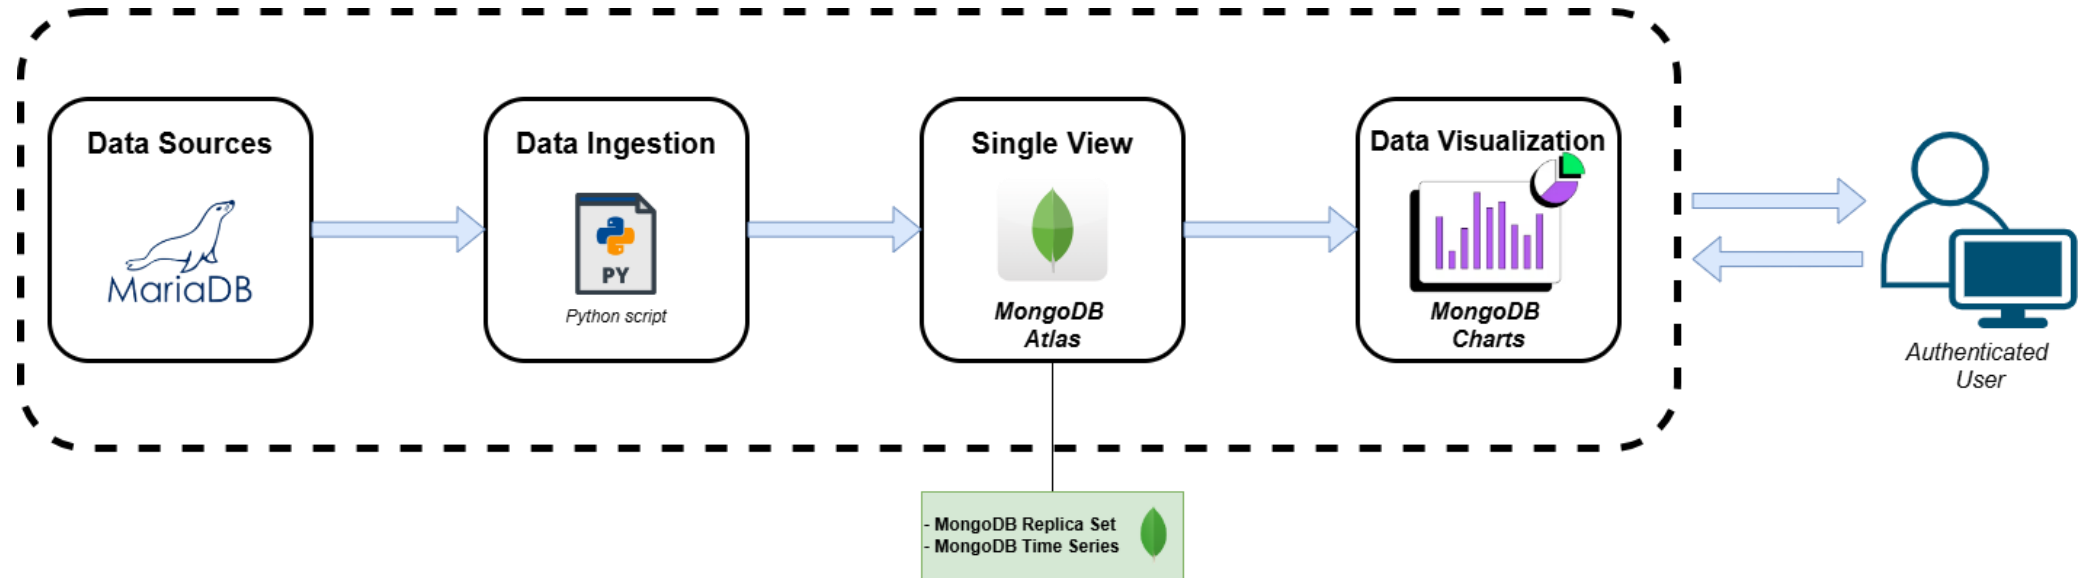 Data Sources
MariaDB
Data Ingestion
PY
Python script
Single View
MongoDB
Atlas
Data Visualization
MongoDB
Charts
Authenticated
User
- MongoDB Replica Set
- MongoDB Time Series